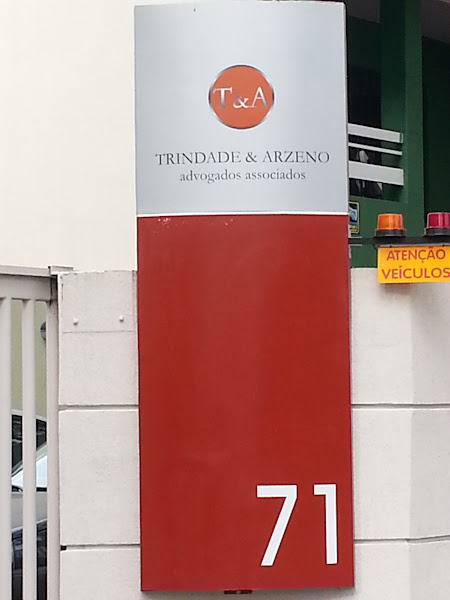 T&A
TRINDADE & ARZENO
advogados associados
ATENÇÃO
VEÍCULOS
71